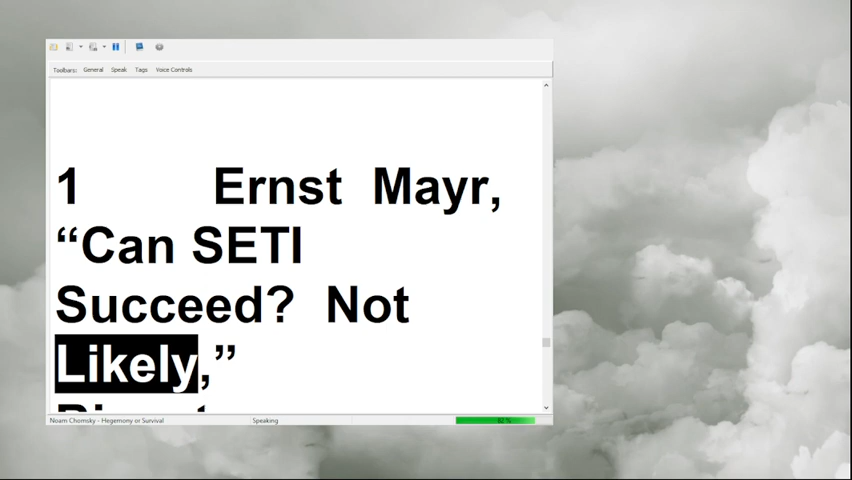 Toolbars: General Speak Tags Voice Controls
1 Ernst Mayr,
“Can SETI
Succeed? Not
Likely,”
Noam Chomsky - Hegemony or Survival Speaking 62 %